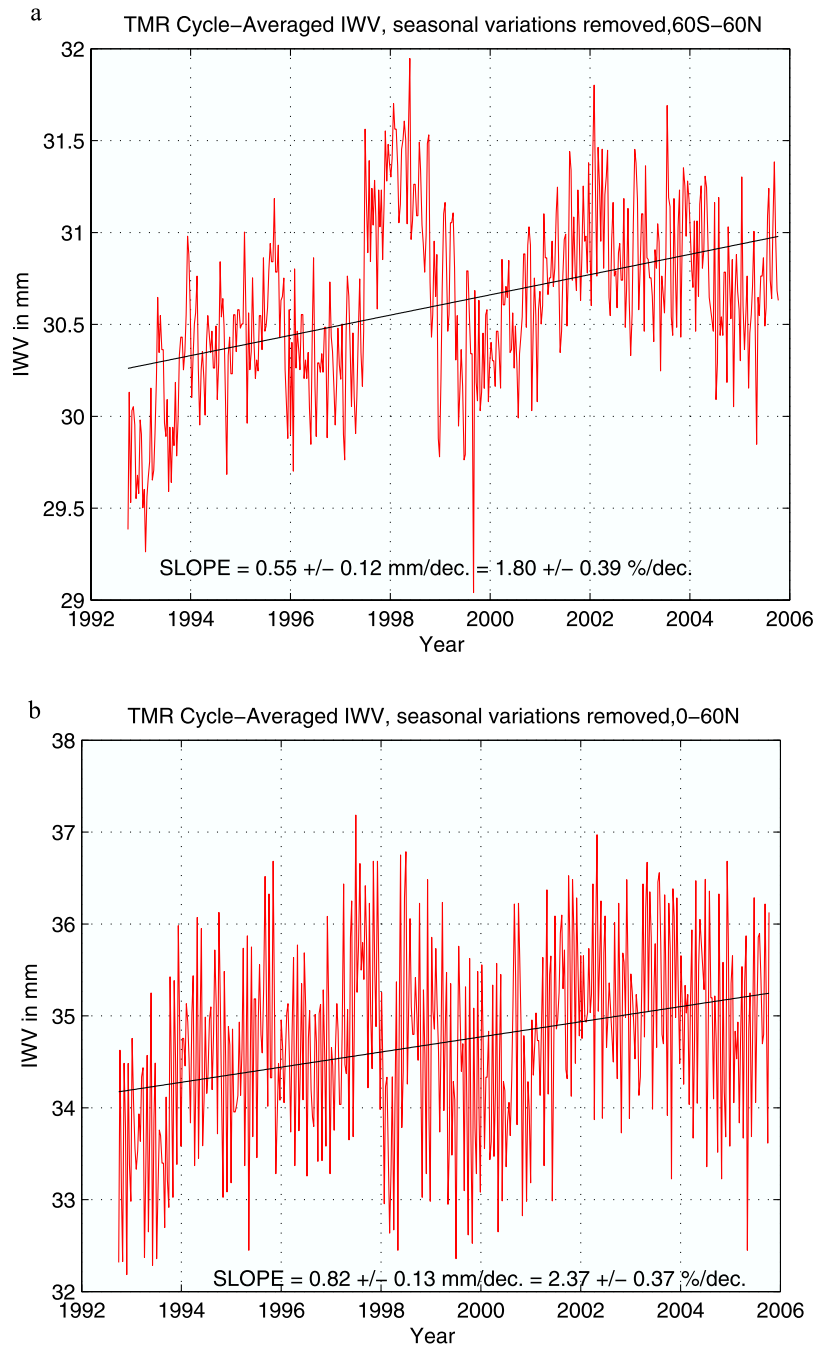 a
TMR Cycle−Averaged IWV, seasonal variations removed,60S−60N
32
31.5
31
30.5
30
29.5
29
IWV in mm
SLOPE = 0.55 +/− 0.12 mm/dec. = 1.80 +/− 0.39 %/dec.
1992 1994 1996 1998 2000 2002 2004 2006
Year
b
TMR Cycle−Averaged IWV, seasonal variations removed,0−60N
38
37
36
35
34
33
32
IWV in mm
SLOPE = 0.82 +/− 0.13 mm/dec. = 2.37 +/− 0.37 %/dec.
1992 1994 1996 1998 2000 2002 2004 2006
Year